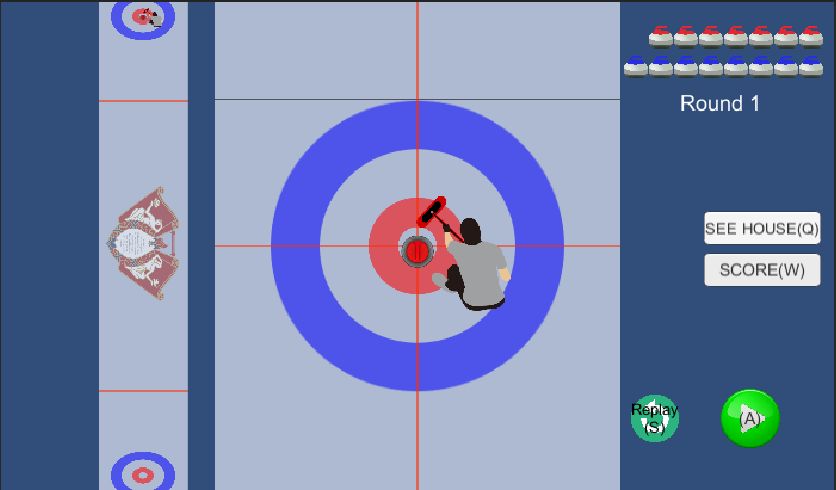 Round 1
SEE HOUSE(Q)
SCORE(W)
Replay
(S)
(A)